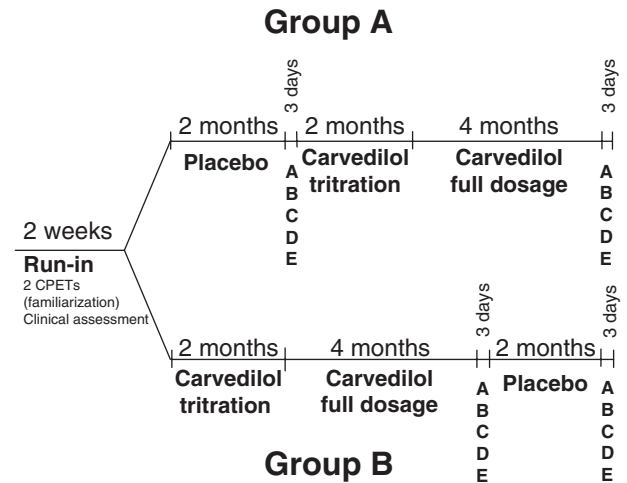 Group A
3 days
3 days
2 months
2 months
4 months
Placebo
Carvedilol
tritration
Carvedilol
full dosage
A
B
C
D
E
A
B
C
D
E
2 weeks
Run-in
2 CPETs
(familiarization)
Clinical assessment
3 days
3 days
2 months
4 months
2 months
Carvedilol
tritration
Carvedilol
full dosage
Placebo
A
B
C
D
E
A
B
C
D
E
Group B